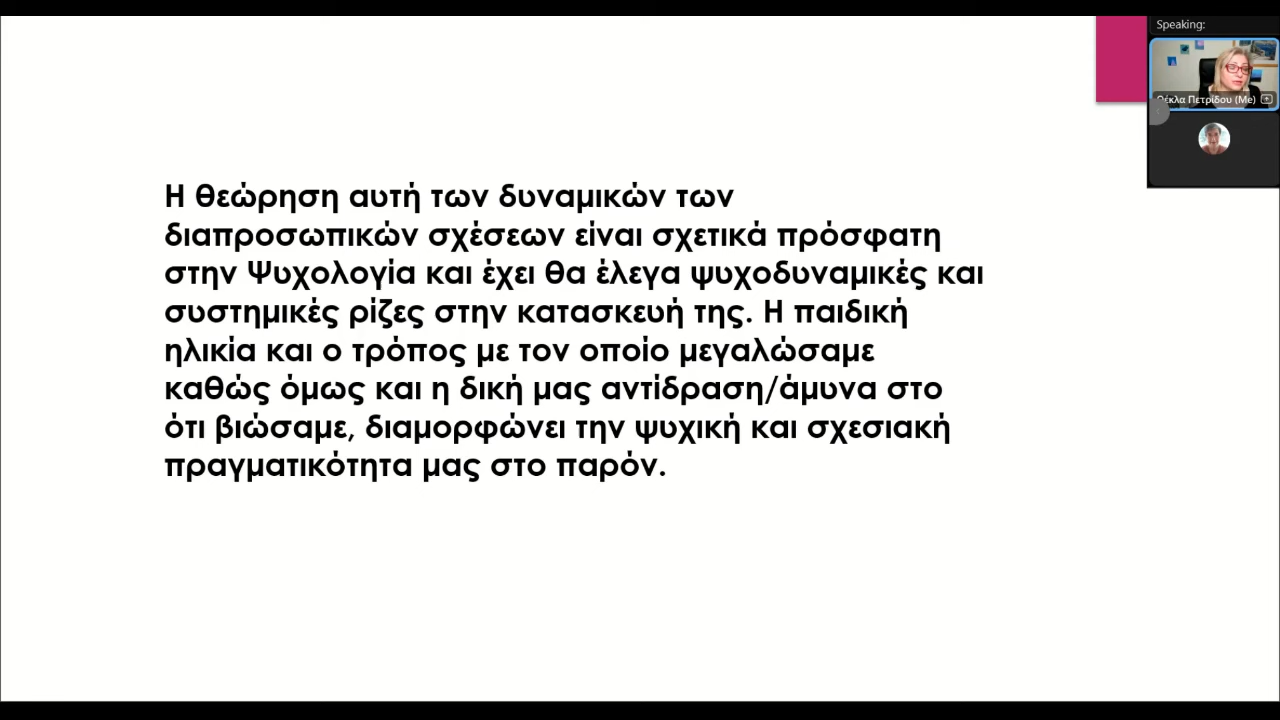 Speaking:
Θέκλα Πετρίδου (Me)
Η θεώρηση αυτή των δυναμικών των
διαπροσωπικών σχέσεων είναι σχετικά πρόσφατη
στην Ψυχολογία και έχει θα έλεγα ψυχοδυναμικές και
συστημικές ρίζες στην κατασκευή της. Η παιδική
ηλικία και ο τρόπος με τον οποίο μεγαλώσαμε
καθώς όμως και η δική μας αντίδραση/άμυνα στο
ότι βιώσαμε, διαμορφώνει την ψυχική και σχεσιακή
πραγματικότητα μας στο παρόν.